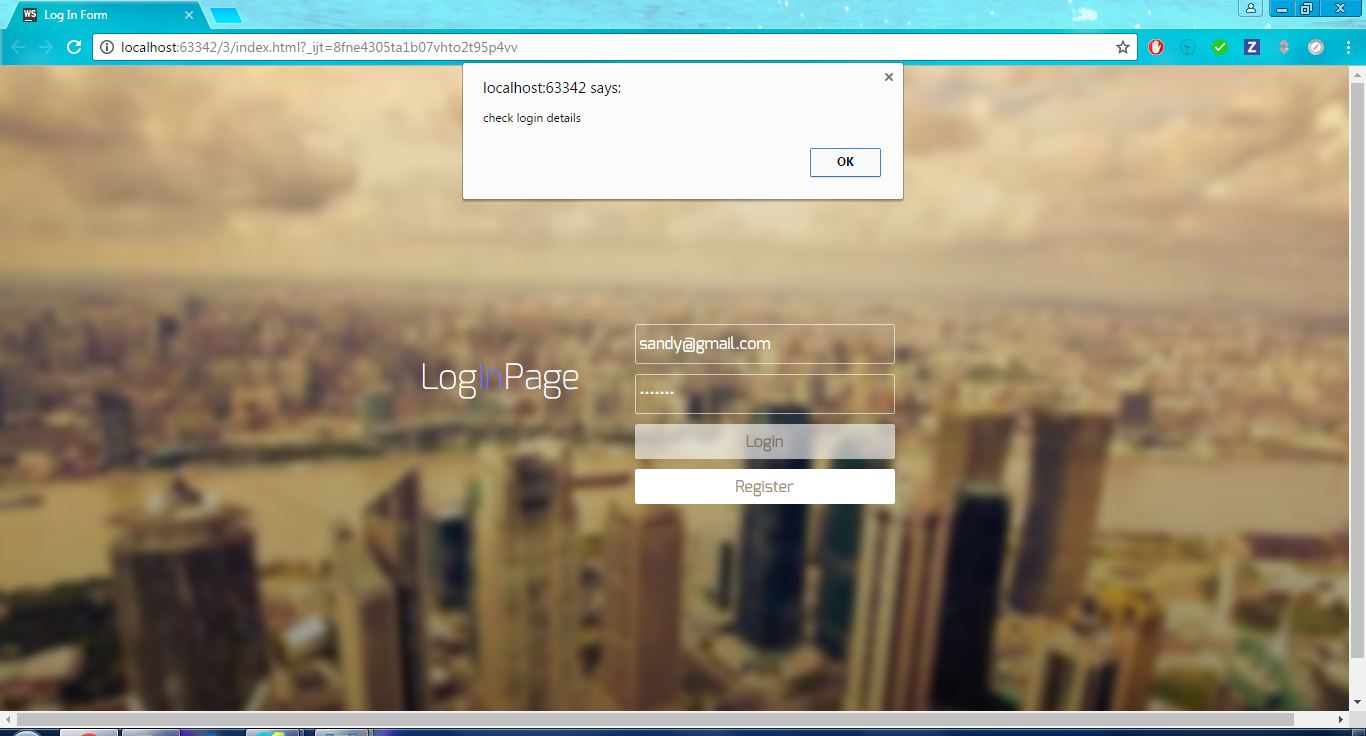 WS Log In Form
localhost:63342/3/index.html?_ijt=8fne4305ta1b07vhto2t95p4vv
Z
localhost:63342 says:
check login details
OK
sandy@gmail.com
LogInPage
•••••••
Login
Register